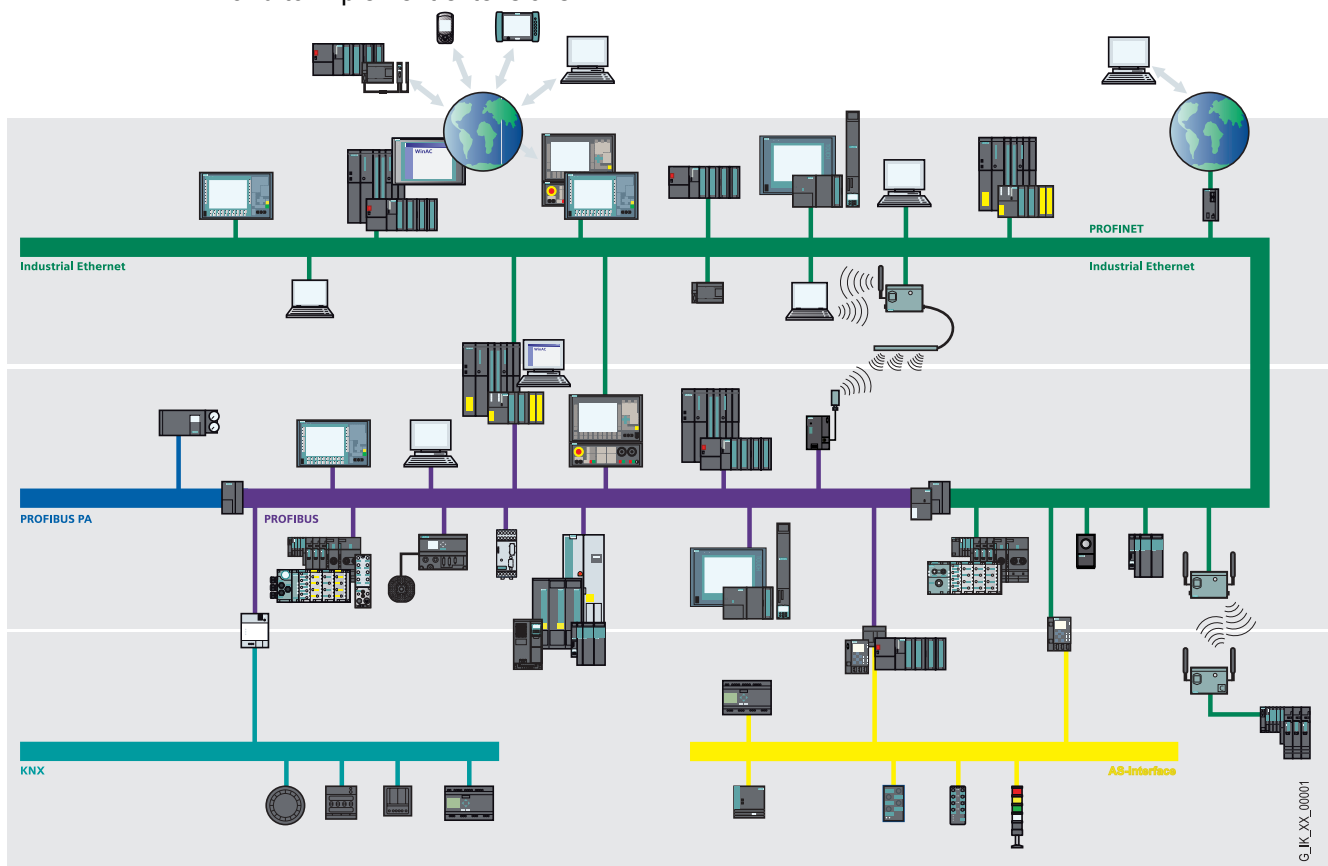 WinAC
PROFINET
Industrial Ethernet
Industrial Ethernet
WinAC
PROFIBUS PA
PROFIBUS
KNX
AS-Interface
G_IK_XX_00001